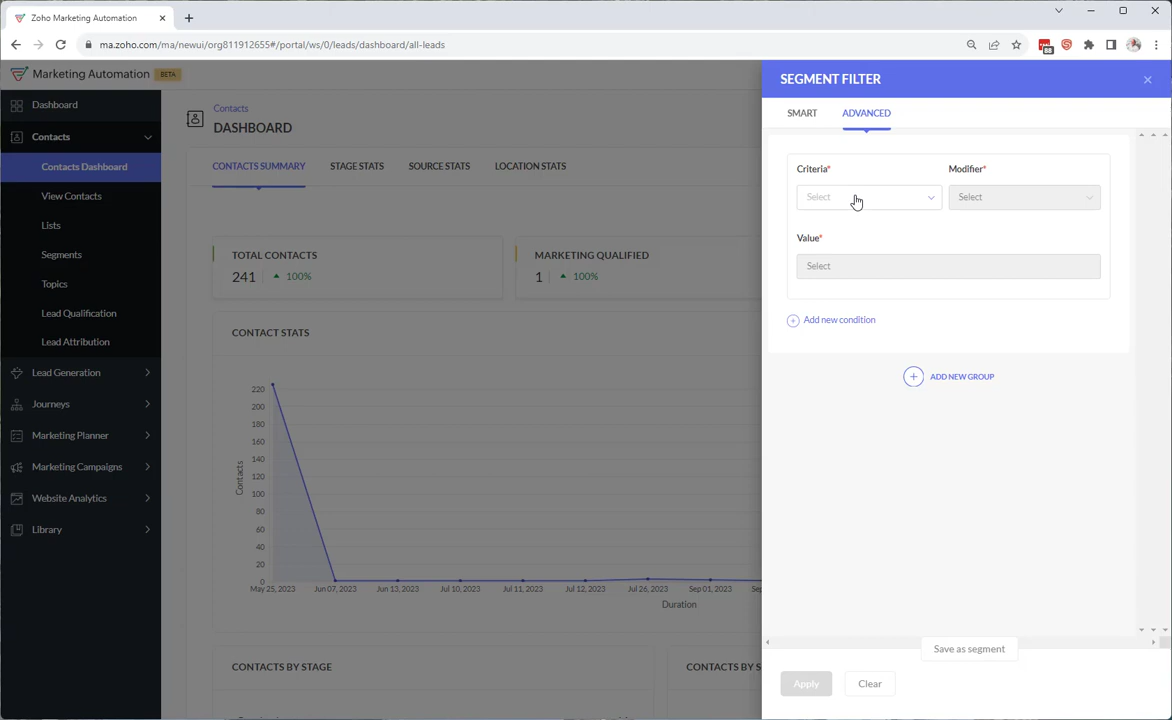 Zoho Marketing Automation
ma.zoho.com/ma/newui/org811912655#/portal/ws/0/leads/dashboard/all-leads
88
Marketing Automation BETA
Dashboard
Contacts
Contacts Dashboard
View Contacts
Lists
Segments
Topics
Lead Qualification
Lead Attribution
Lead Generation
Journeys
Marketing Planner
Marketing Campaigns
Website Analytics
Library
Contacts
DASHBOARD
CONTACTS SUMMARY STAGE STATS SOURCE STATS LOCATION STATS
TOTAL CONTACTS
241 100%
MARKETING QUALIFIED
1 100%
CONTACT STATS
220
200
180
160
140
120
100
80
60
40
20
0
Contacts
May 25, 2023 Jun 07, 2023 Jun 13, 2023 Jul 10, 2023 Jul 11, 2023 Jul 12, 2023 Jul 26, 2023 Sep 01, 2023 Se
Duration
CONTACTS BY STAGE
CONTACTS BY S
SEGMENT FILTER
SMART ADVANCED
Criteria* Modifier*
Select Select
Value*
Select
Add new condition
ADD NEW GROUP
Save as segment
Apply Clear